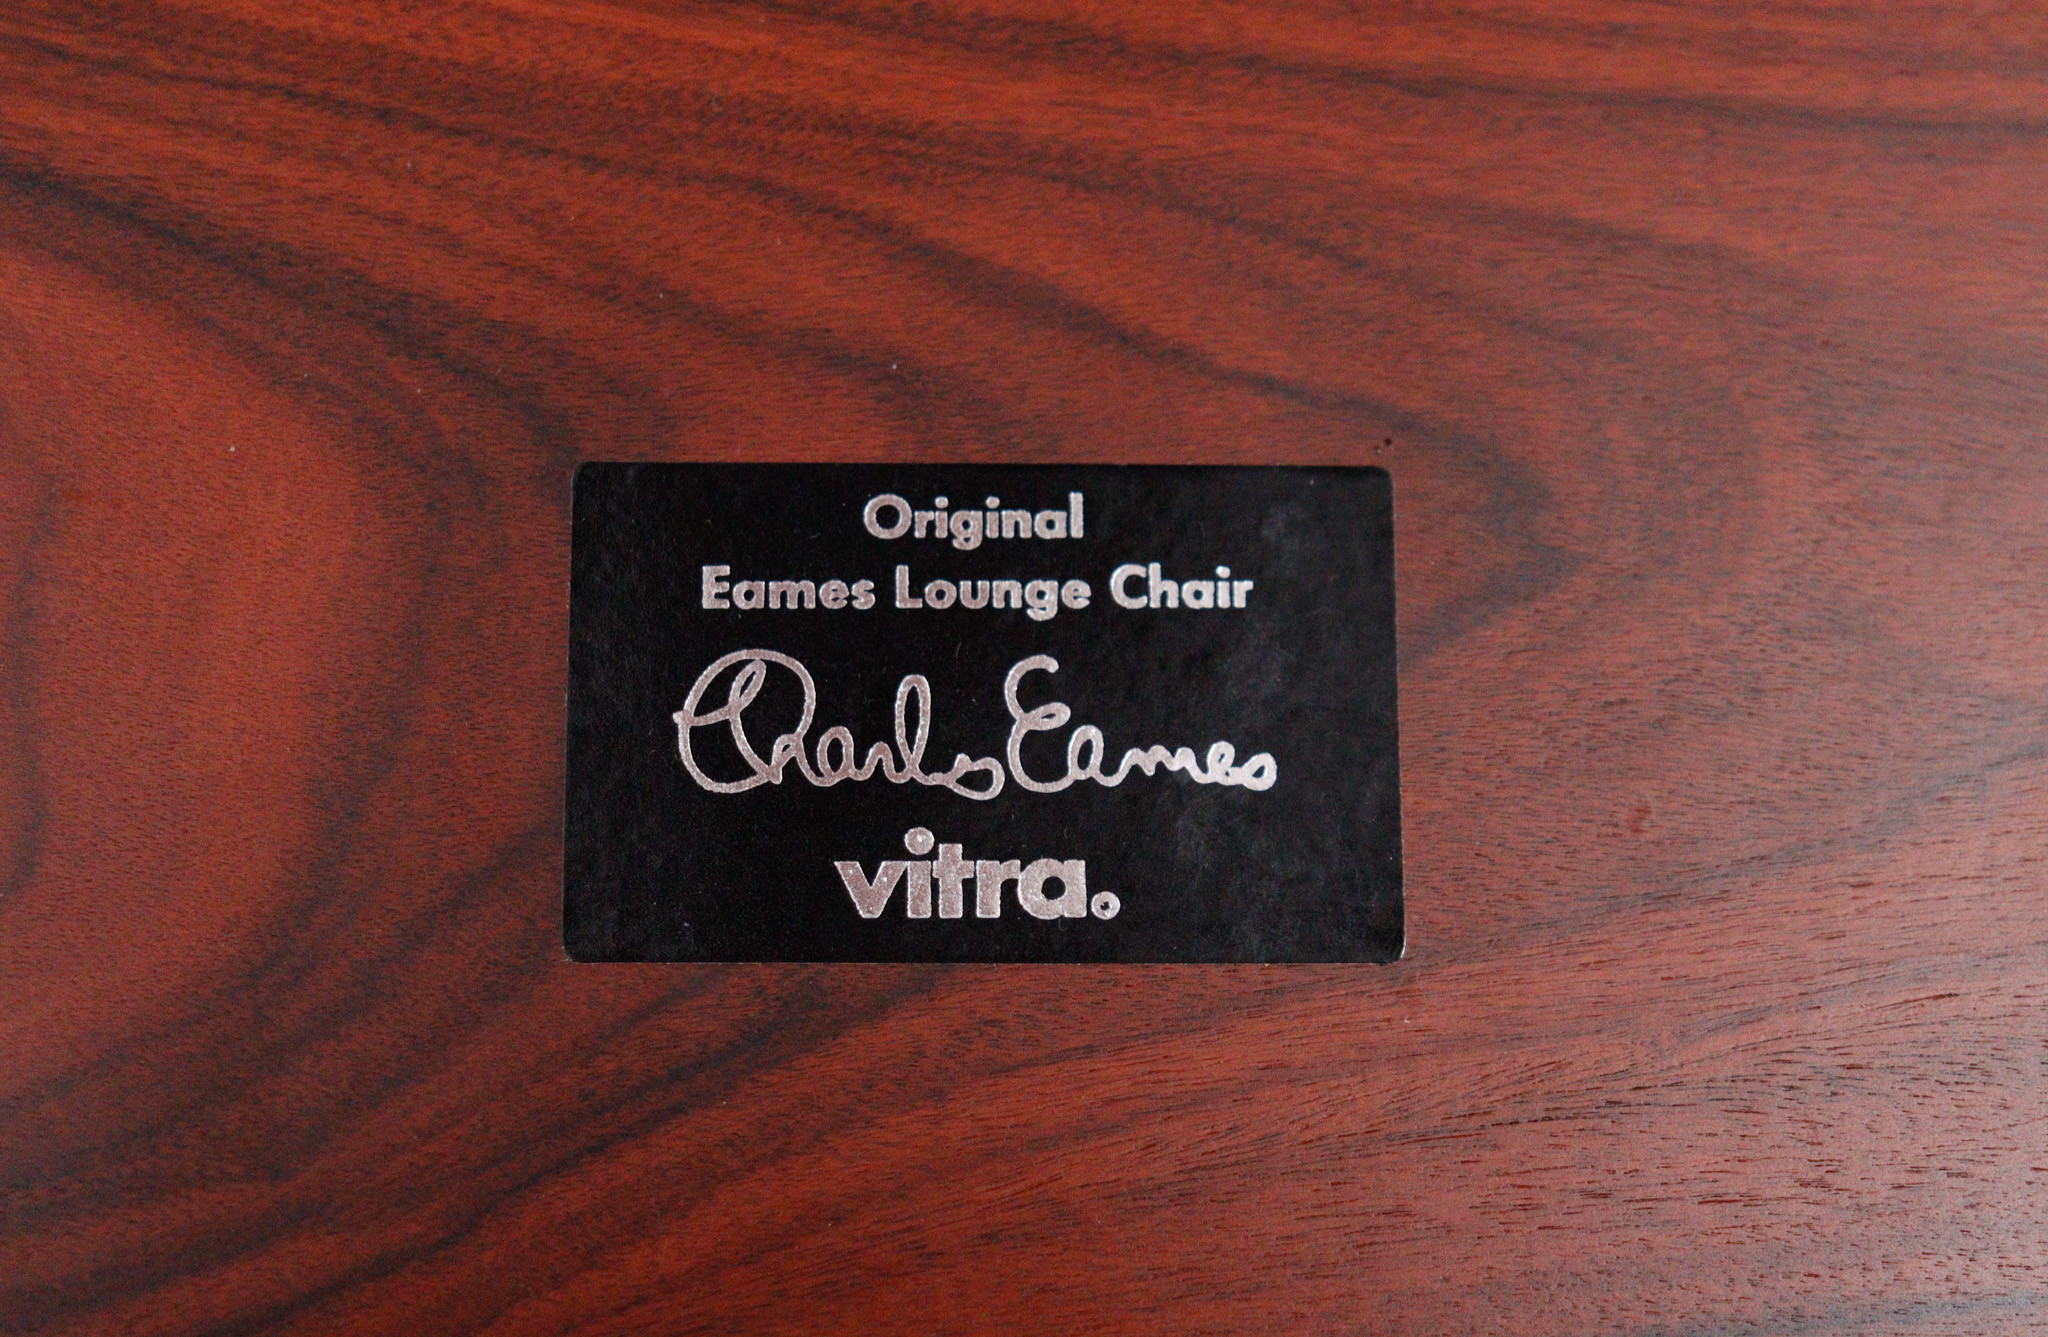 Original
Eames Lounge Chair
Charles Eames
vitra.